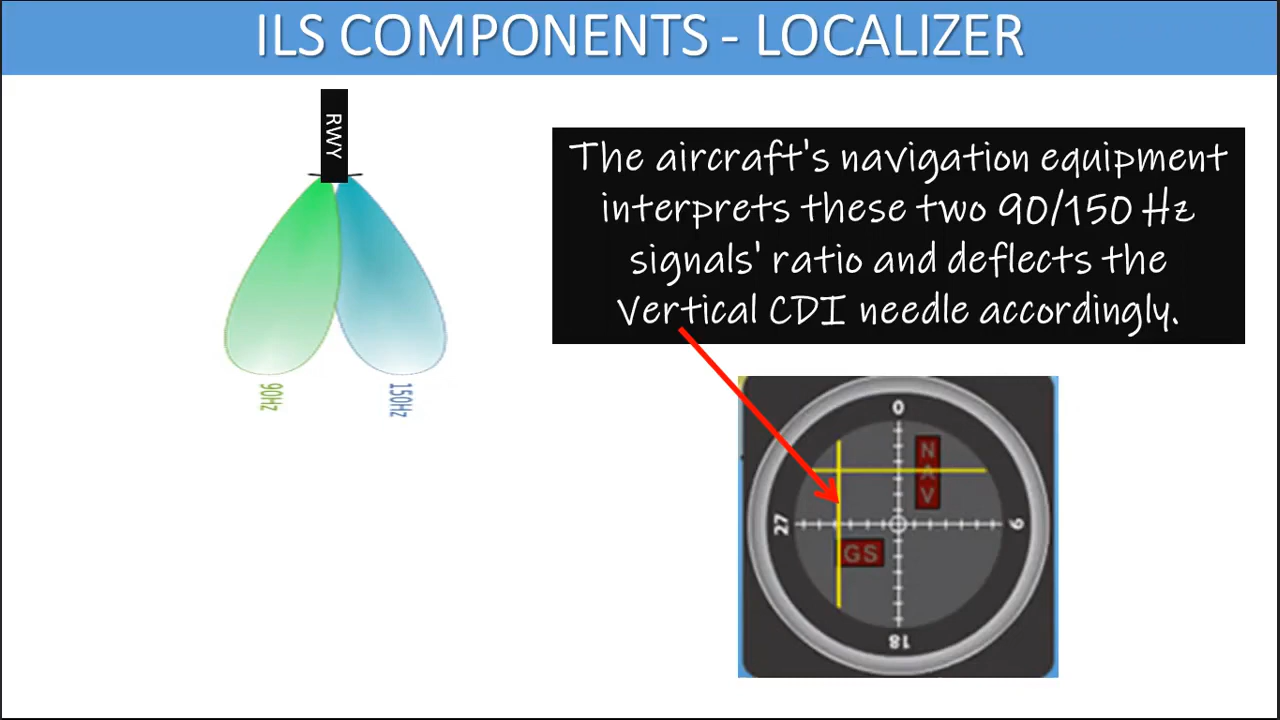 ILS COMPONENTS - LOCALIZER
RWY
90Hz
150Hz
The aircraft's navigation equipment
interprets these two 90/150 Hz
signals' ratio and deflects the
Vertical CDI needle accordingly.
0
NAV
27
9
GS
18